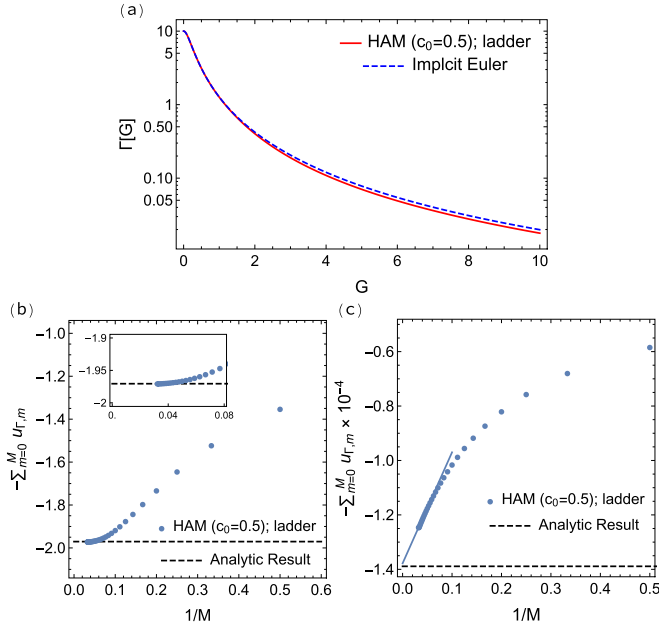 (a)
10
5
1
0.50
0.10
0.05
Γ[G]
HAM (c₀=0.5); ladder
Implcit Euler
0 2 4 6 8 10
G
(b)
−1.0
−1.2
−1.4
−1.6
−1.8
−2.0
−Σ_{m=0}^{M} u_{Γ,m}
−1.9
−1.95
−2
0. 0.04 0.08
HAM (c₀=0.5); ladder
Analytic Result
0.0 0.1 0.2 0.3 0.4 0.5 0.6
1/M
(c)
−0.6
−0.8
−1.0
−1.2
−1.4
−Σ_{m=0}^{M} u_{Γ,m} × 10⁻⁴
HAM (c₀=0.5); ladder
Analytic Result
0.0 0.1 0.2 0.3 0.4 0.5
1/M